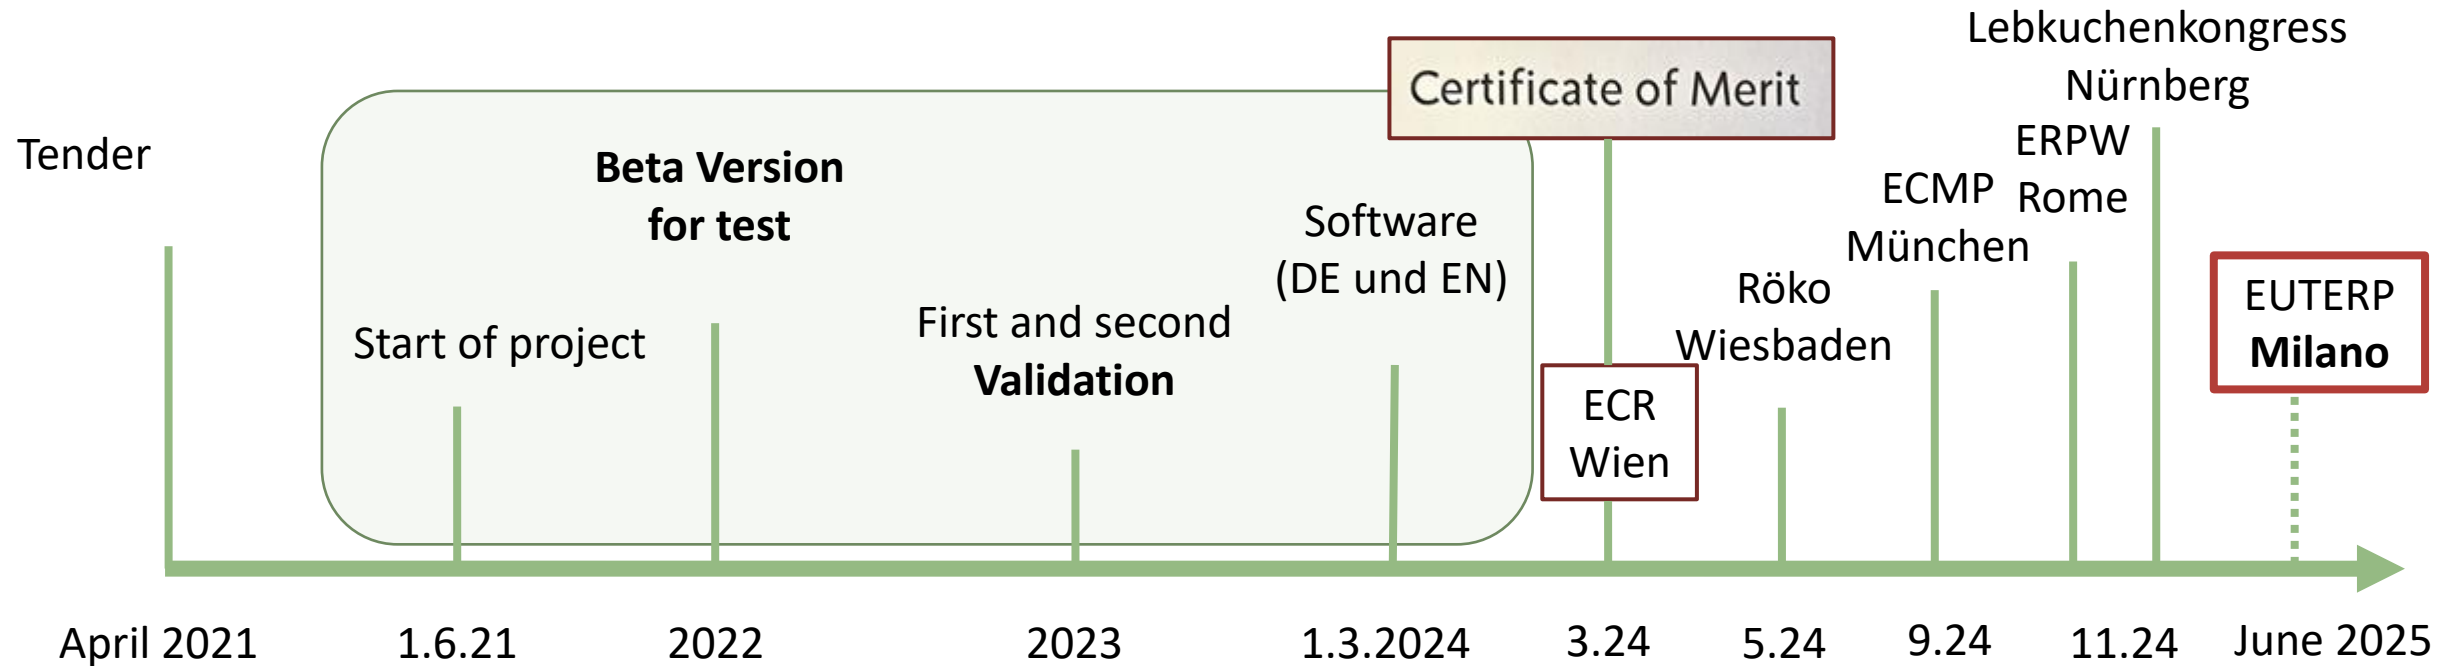 Tender
Start of project
Beta Version
for test
First and second
Validation
Software
(DE und EN)
Certificate of Merit
ECR
Wien
Röko
Wiesbaden
ECMP
München
ERPW
Rome
Lebkuchenkongress
Nürnberg
EUTERP
Milano
April 2021
1.6.21
2022
2023
1.3.2024
3.24
5.24
9.24
11.24
June 2025